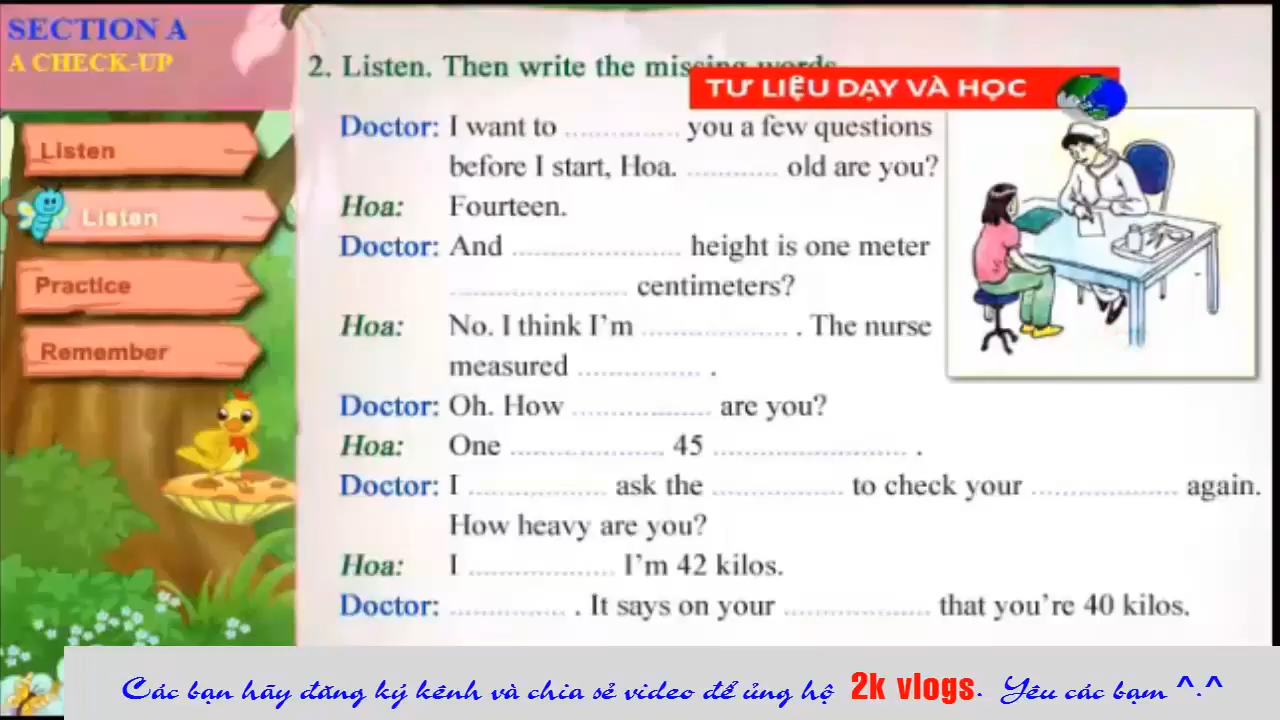 SECTION A
A CHECK-UP
Listen
Listen
Practice
Remember
2. Listen. Then write the missing words.
TƯ LIỆU DẠY VÀ HỌC
Doctor: I want to .................. you a few questions
before I start, Hoa. .................. old are you?
Hoa: Fourteen.
Doctor: And .................. height is one meter
.................. centimeters?
Hoa: No. I think I'm .................. . The nurse
measured .................. .
Doctor: Oh. How .................. are you?
Hoa: One .................. 45 .................. .
Doctor: I .................. ask the .................. to check your .................. again.
How heavy are you?
Hoa: I .................. I'm 42 kilos.
Doctor: .................. . It says on your .................. that you're 40 kilos.
Các bạn hãy đăng ký kênh và chia sẻ video để ủng hộ 2k vlogs. Yêu các bạm ^.^